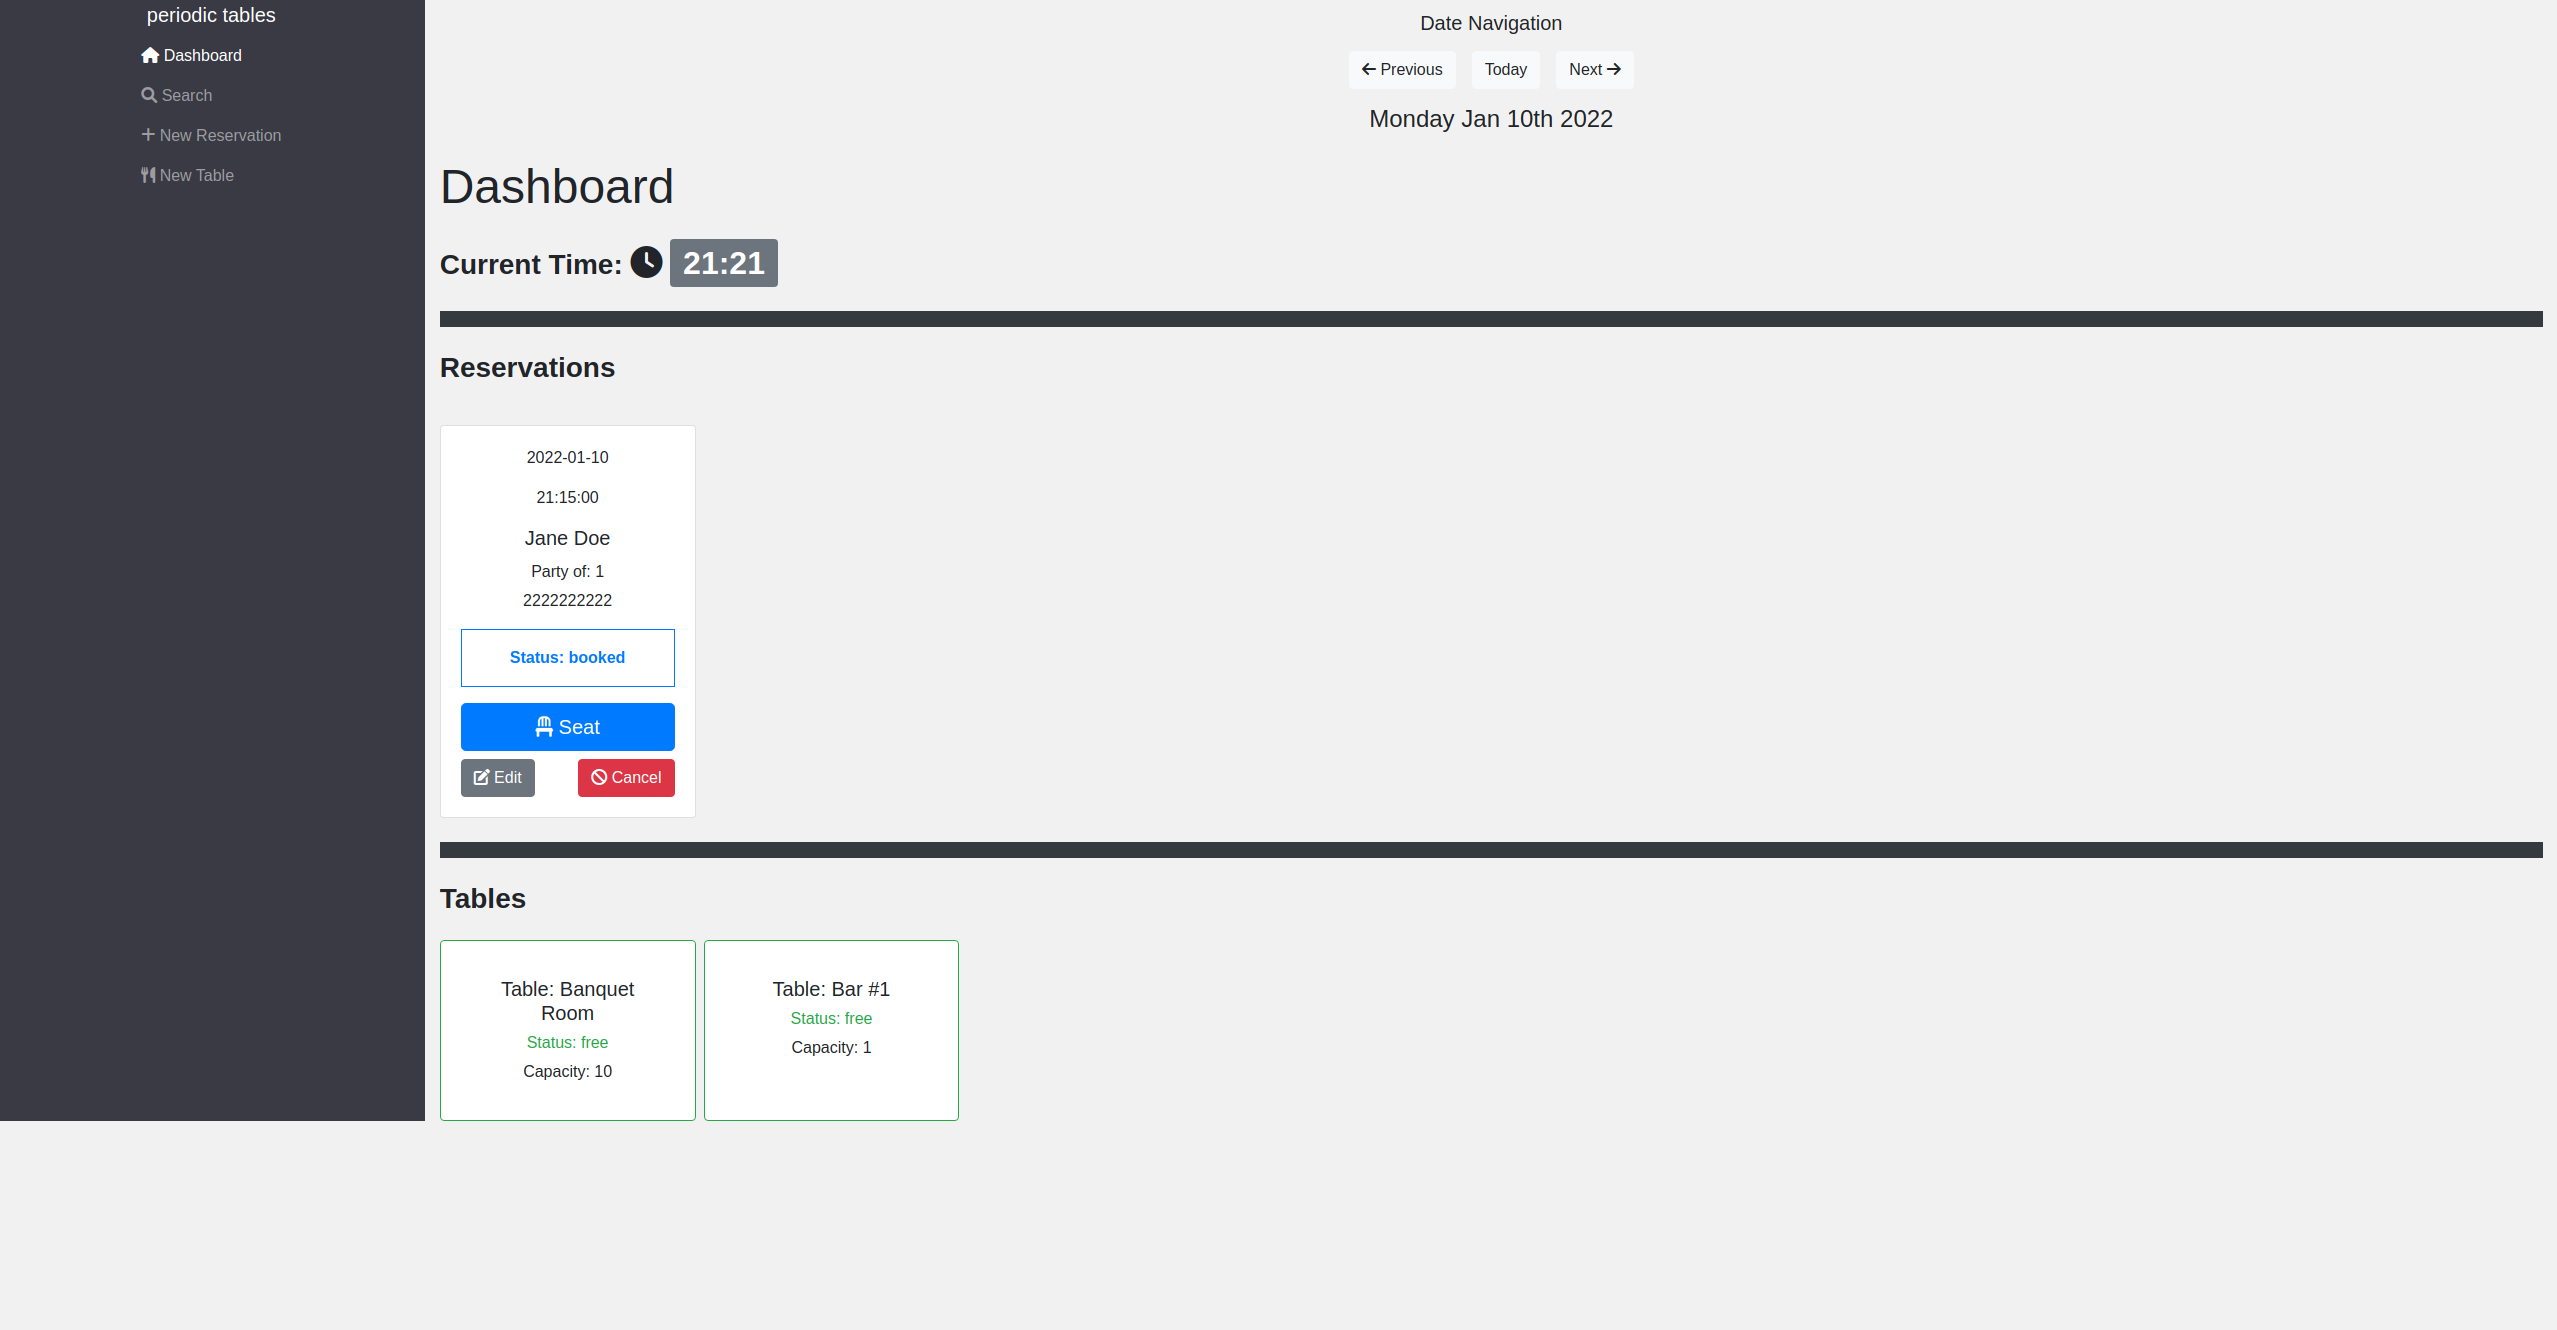 periodic tables
Dashboard
Search
New Reservation
New Table
Date Navigation
Previous
Today
Next
Monday Jan 10th 2022
Dashboard
Current Time: 21:21
Reservations
2022-01-10
21:15:00
Jane Doe
Party of: 1
2222222222
Status: booked
Seat
Edit
Cancel
Tables
Table: Banquet
Room
Status: free
Capacity: 10
Table: Bar #1
Status: free
Capacity: 1